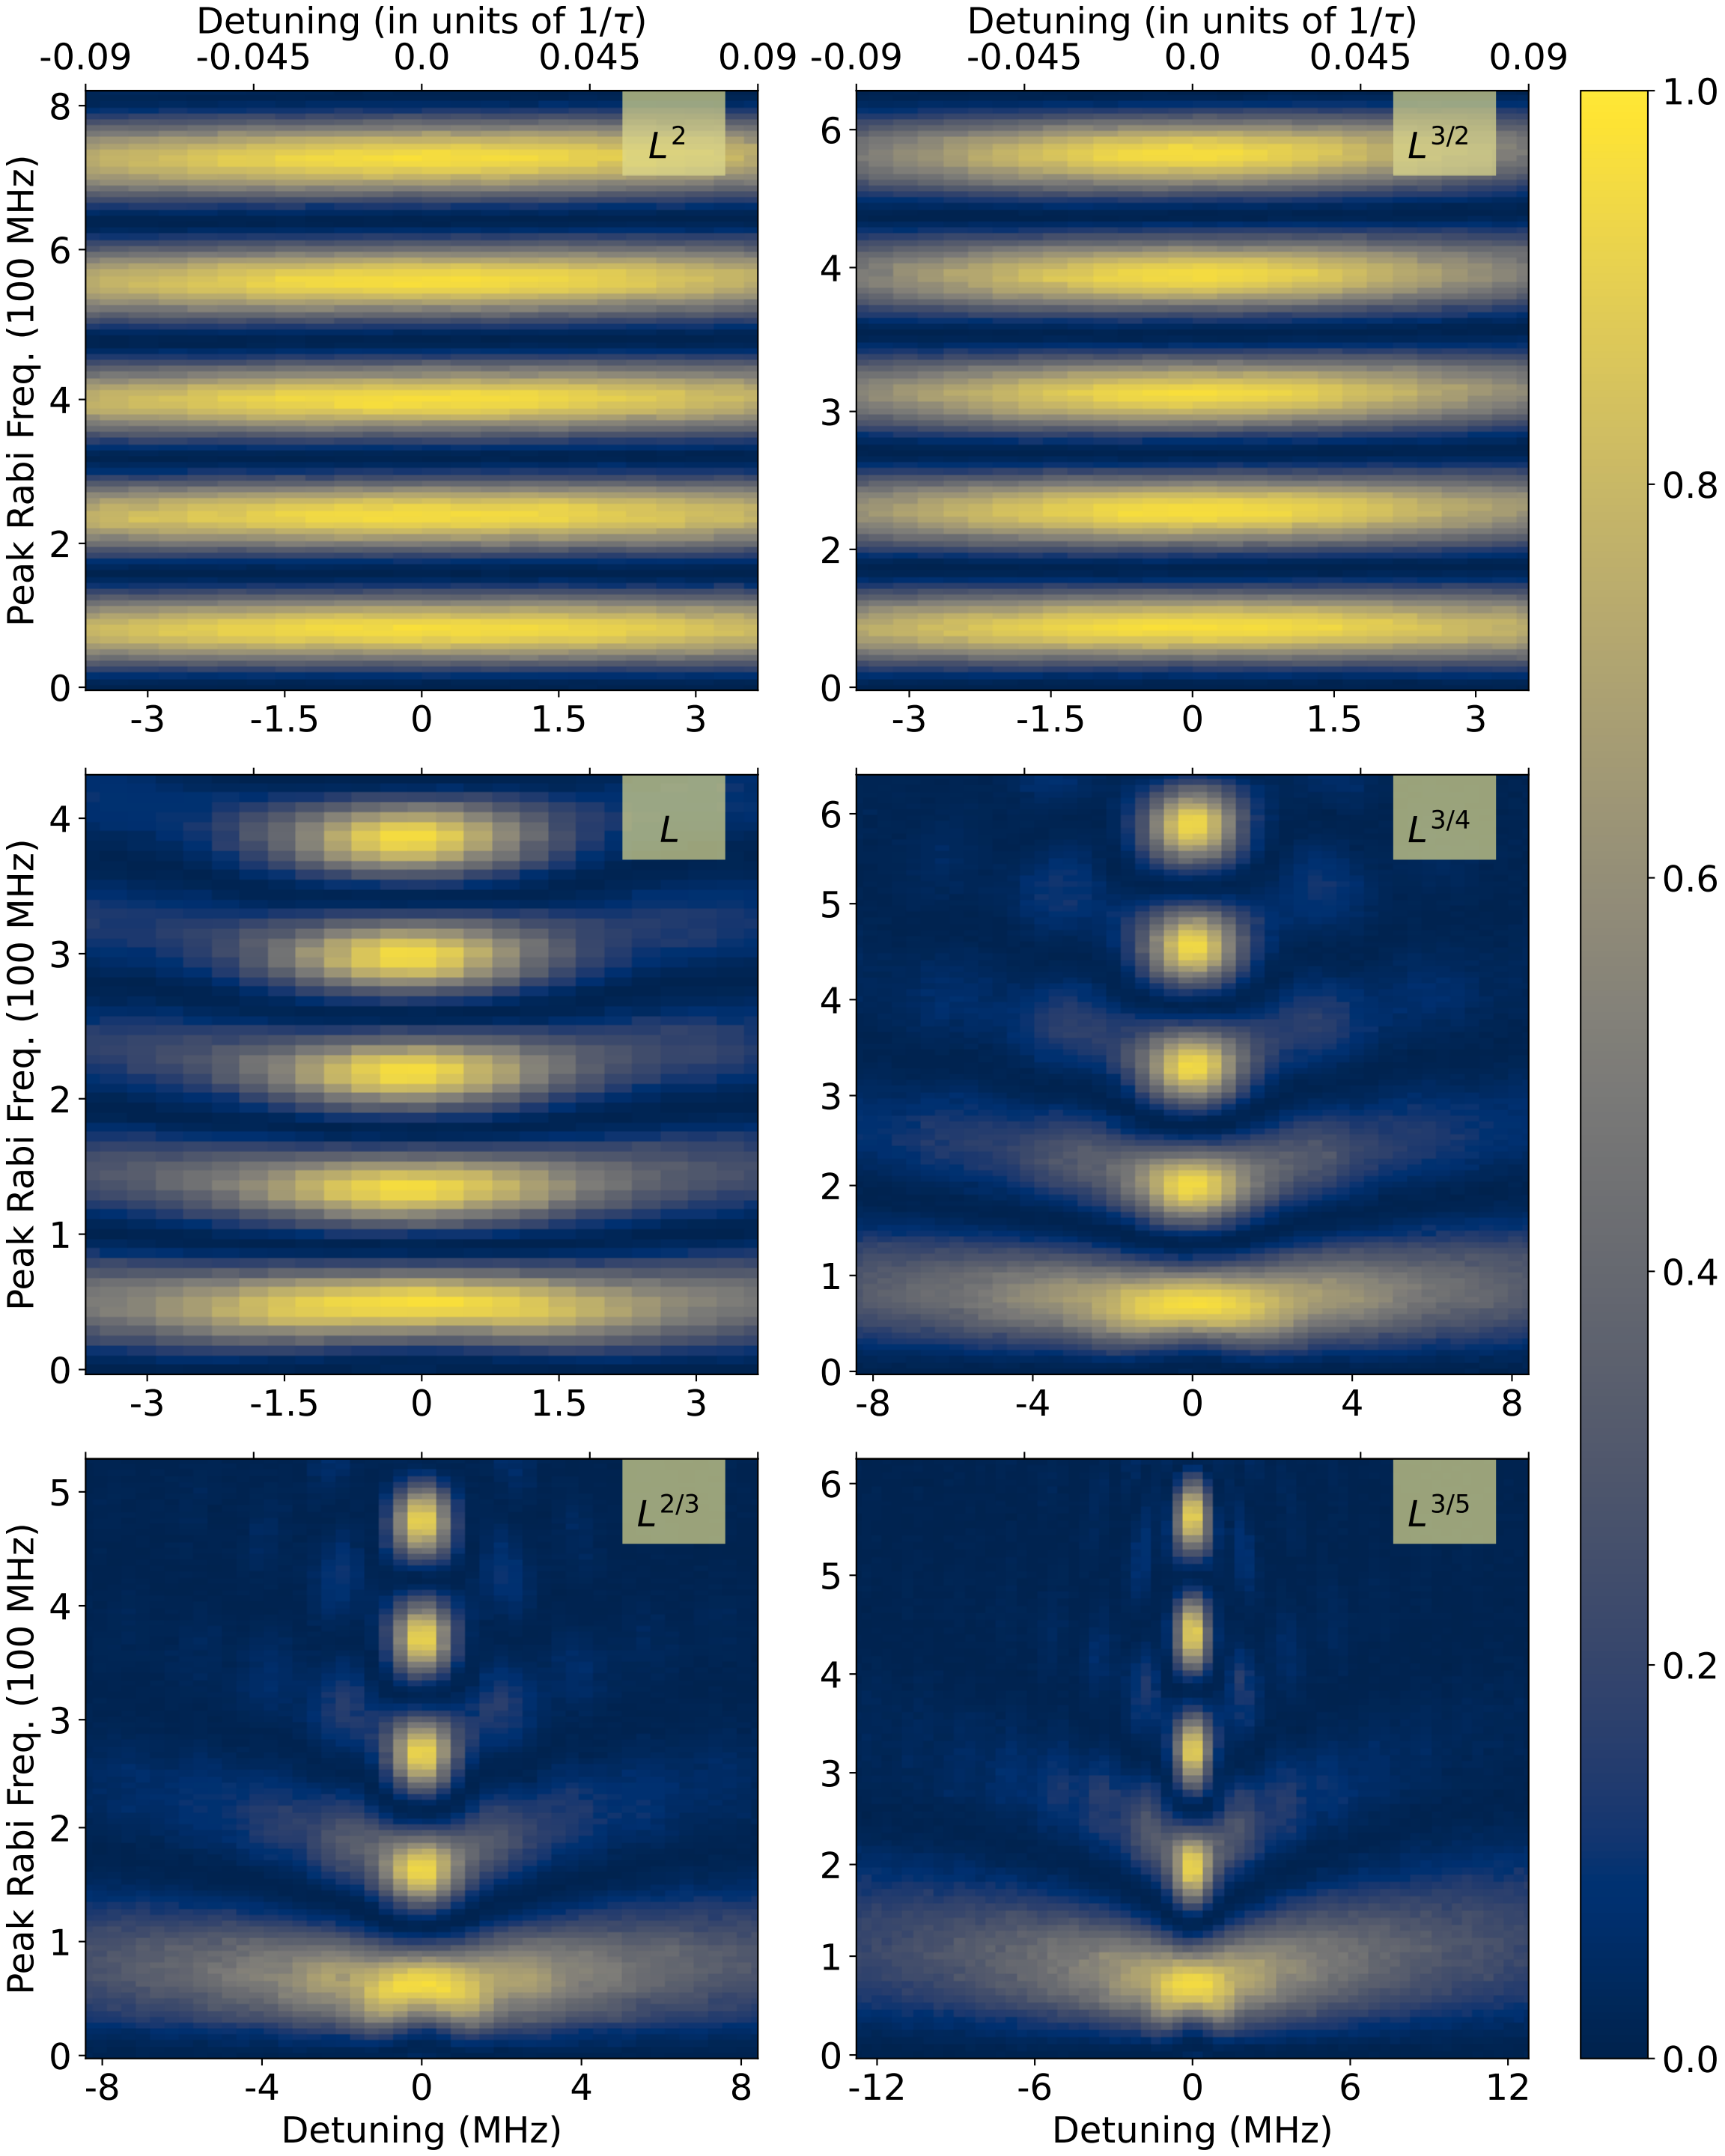 Detuning (in units of 1/τ) Detuning (in units of 1/τ)
-0.09 -0.045 0.0 0.045 0.09 -0.09 -0.045 0.0 0.045 0.09
Peak Rabi Freq. (100 MHz)
8
6
4
2
0
L^2
-3 -1.5 0 1.5 3
6
4
3
2
0
L^3/2
-3 -1.5 0 1.5 3
Peak Rabi Freq. (100 MHz)
4
3
2
1
0
L
-3 -1.5 0 1.5 3
6
5
4
3
2
1
0
L^3/4
-8 -4 0 4 8
Peak Rabi Freq. (100 MHz)
5
4
3
2
1
0
L^2/3
-8 -4 0 4 8
Detuning (MHz)
6
5
4
3
2
1
0
L^3/5
-12 -6 0 6 12
Detuning (MHz)
1.0
0.8
0.6
0.4
0.2
0.0